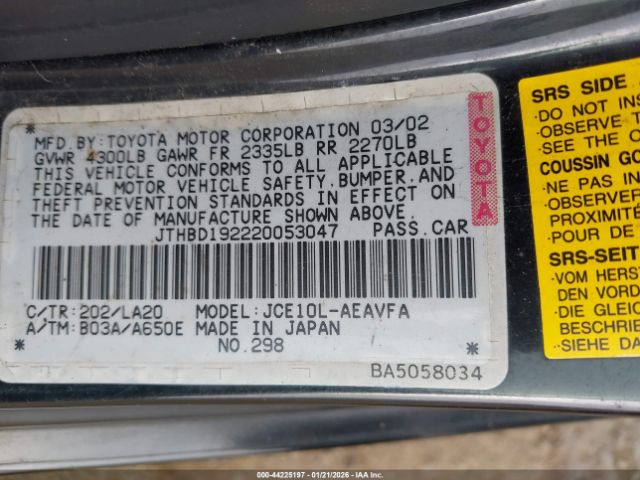 MFD.BY:TOYOTA MOTOR CORPORATION 03/02
GVWR 4300LB GAWR FR 2335LB RR 2270LB
THIS VEHICLE CONFORMS TO ALL APPLICABLE
FEDERAL MOTOR VEHICLE SAFETY,BUMPER,AND
THEFT PREVENTION STANDARDS IN EFFECT ON
THE DATE OF MANUFACTURE SHOWN ABOVE.
JTHBD192220053047 PASS.CAR
C/TR:202/LA20 MODEL:JCE10L-AEAVFA
A/TM:B03A/A650E MADE IN JAPAN
* NO.298 *
BA5058034
TOYOTA
SRS SIDE
·DO NOT INS
·OBSERVE T
·SEE THE
COUSSIN GO
·NE PAS IN
·OBSERVER
PROXIMITÉ
·POUR DE
SRS-SEIT
·VOM HERS
DEN VORD
·DIE GLEIC
BEFINDLIC
·SIEHE DA
000-44225197 - 01/21/2026 - IAA, Inc.